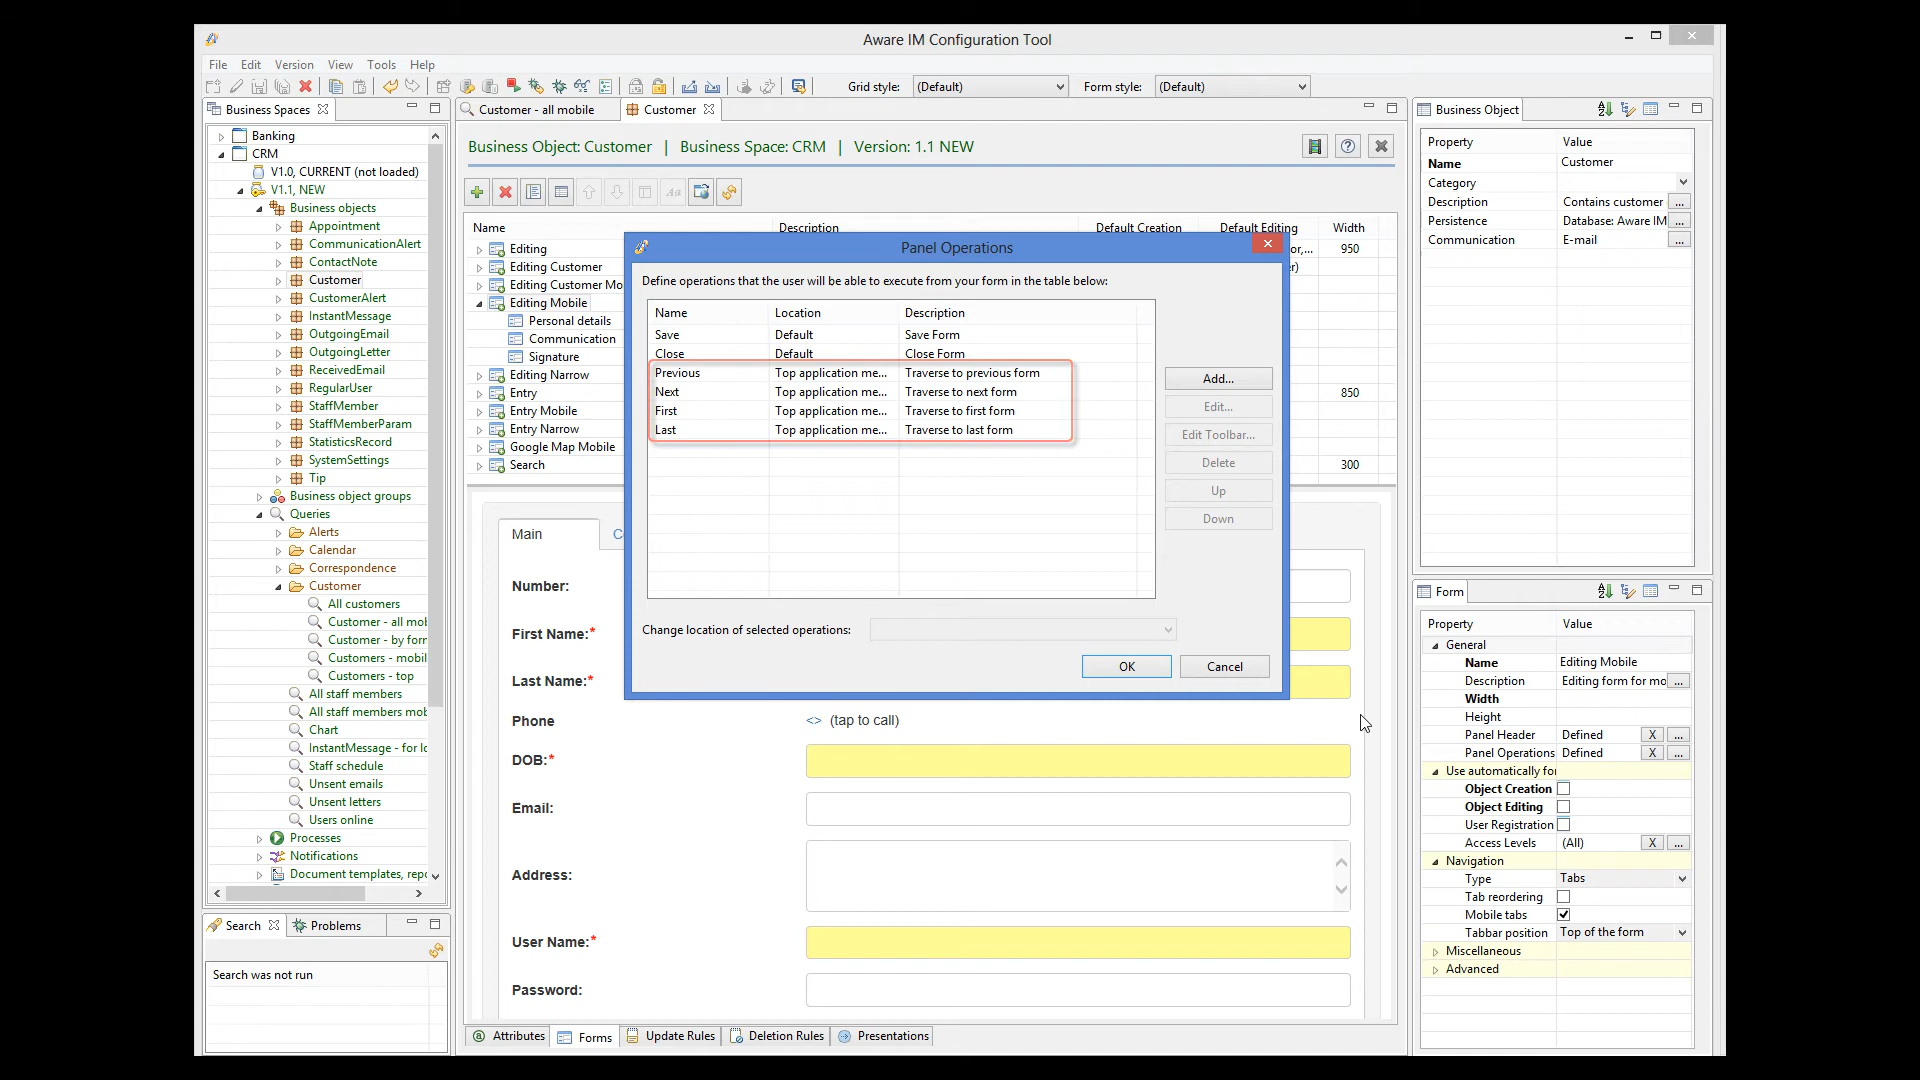 Aware IM Configuration Tool
File Edit Version View Tools Help
Grid style: (Default) Form style: (Default)
Business Spaces
Banking
CRM
V1.0, CURRENT (not loaded)
V1.1, NEW
Business objects
Appointment
CommunicationAlert
ContactNote
Customer
CustomerAlert
InstantMessage
OutgoingEmail
OutgoingLetter
ReceivedEmail
RegularUser
StaffMember
StaffMemberParam
StatisticsRecord
SystemSettings
Tip
Business object groups
Queries
Alerts
Calendar
Correspondence
Customer
All customers
Customer - all mob
Customer - by forn
Customers - mobil
Customers - top
All staff members
All staff members mob
Chart
InstantMessage - for lo
Staff schedule
Unsent emails
Unsent letters
Users online
Processes
Notifications
Document templates, repo
Search Problems
Search was not run
Customer - all mobile Customer
Business Object: Customer | Business Space: CRM | Version: 1.1 NEW
Name Description Default Creation Default Editing Width
Editing or,... 950
Editing Customer r)
Editing Customer Mo
Editing Mobile
Personal details
Communication
Signature
Editing Narrow
Entry 850
Entry Mobile
Entry Narrow
Google Map Mobile
Search 300
Panel Operations
Define operations that the user will be able to execute from your form in the table below:
Name Location Description
Save Default Save Form
Close Default Close Form
Previous Top application me... Traverse to previous form
Next Top application me... Traverse to next form
First Top application me... Traverse to first form
Last Top application me... Traverse to last form
Add...
Edit...
Edit Toolbar...
Delete
Up
Down
Change location of selected operations:
OK Cancel
Main C
Number:
First Name:*
Last Name:*
Phone <> (tap to call)
DOB:*
Email:
Address:
User Name:*
Password:
Attributes Forms Update Rules Deletion Rules Presentations
Business Object
Property Value
Name Customer
Category
Description Contains customer ...
Persistence Database: Aware IM ...
Communication E-mail ...
Form
Property Value
General
Name Editing Mobile
Description Editing form for mo ...
Width
Height
Panel Header Defined X ...
Panel Operations Defined X ...
Use automatically for
Object Creation
Object Editing
User Registration
Access Levels (All) X ...
Navigation
Type Tabs
Tab reordering
Mobile tabs
Tabbar position Top of the form
Miscellaneous
Advanced